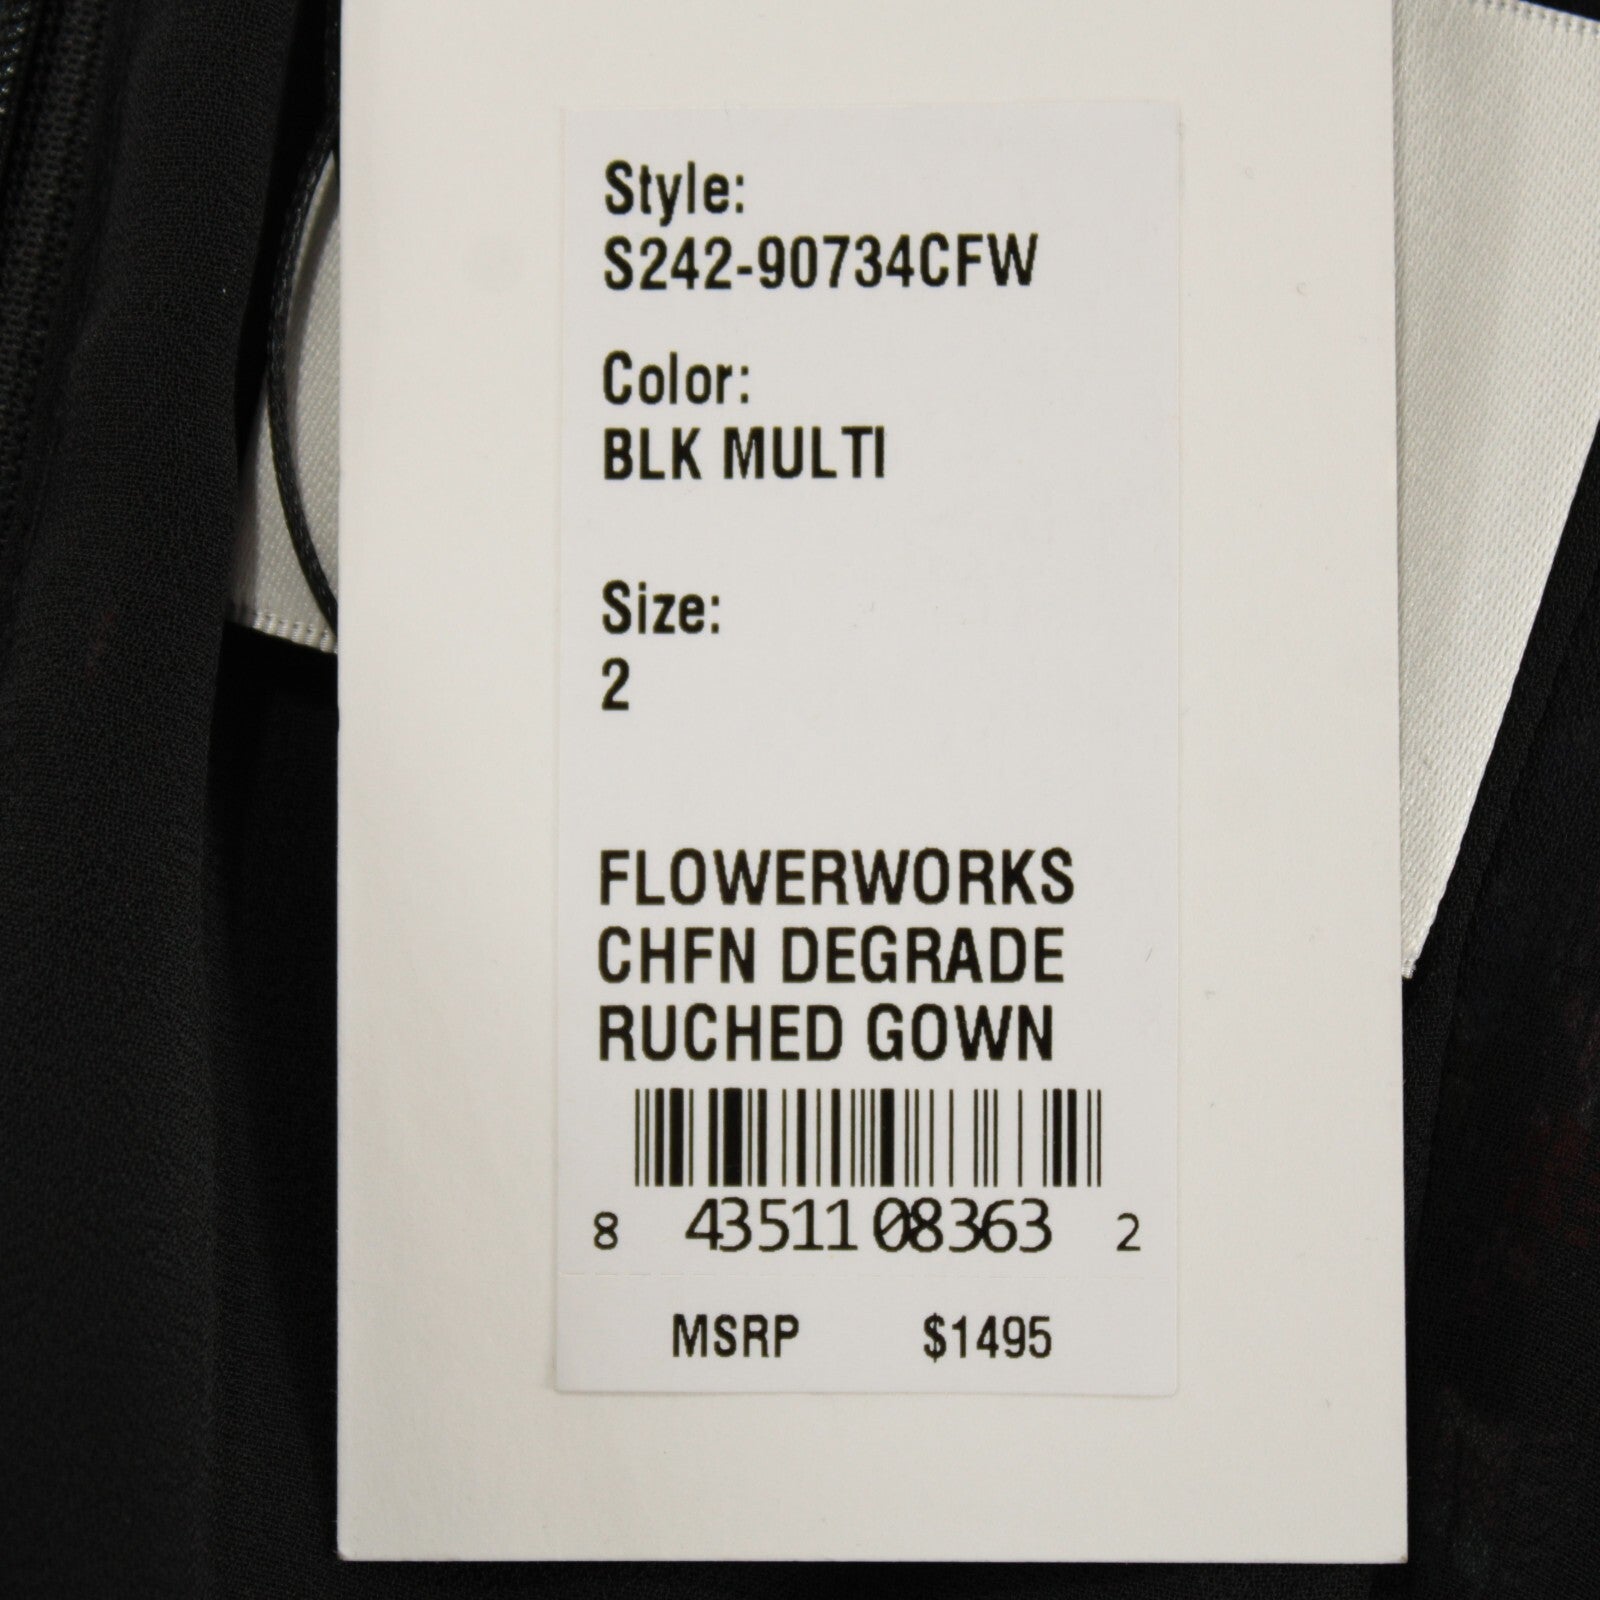 Style:
S242-90734CFW
Color:
BLK MULTI
Size:
2
FLOWERWORKS
CHFN DEGRADE
RUCHED GOWN
8 43511 08363 2
MSRP $1495